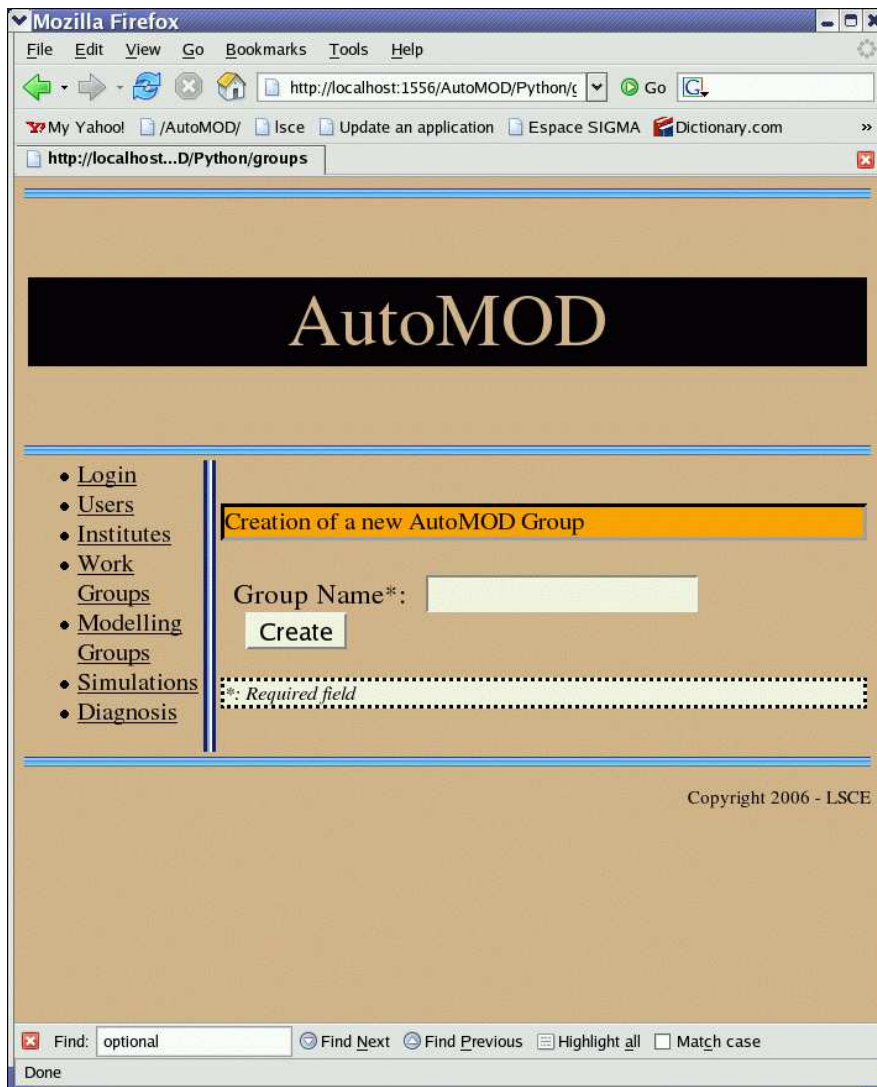 Mozilla Firefox
File Edit View Go Bookmarks Tools Help
http://localhost:1556/AutoMOD/Python/g Go G
My Yahoo! /AutoMOD/ lsce Update an application Espace SIGMA Dictionary.com »
http://localhost...D/Python/groups
AutoMOD
Login
Users
Institutes
Work
Groups
Modelling
Groups
Simulations
Diagnosis
Creation of a new AutoMOD Group
Group Name*:
Create
*: Required field
Copyright 2006 - LSCE
Find: optional Find Next Find Previous Highlight all Match case
Done